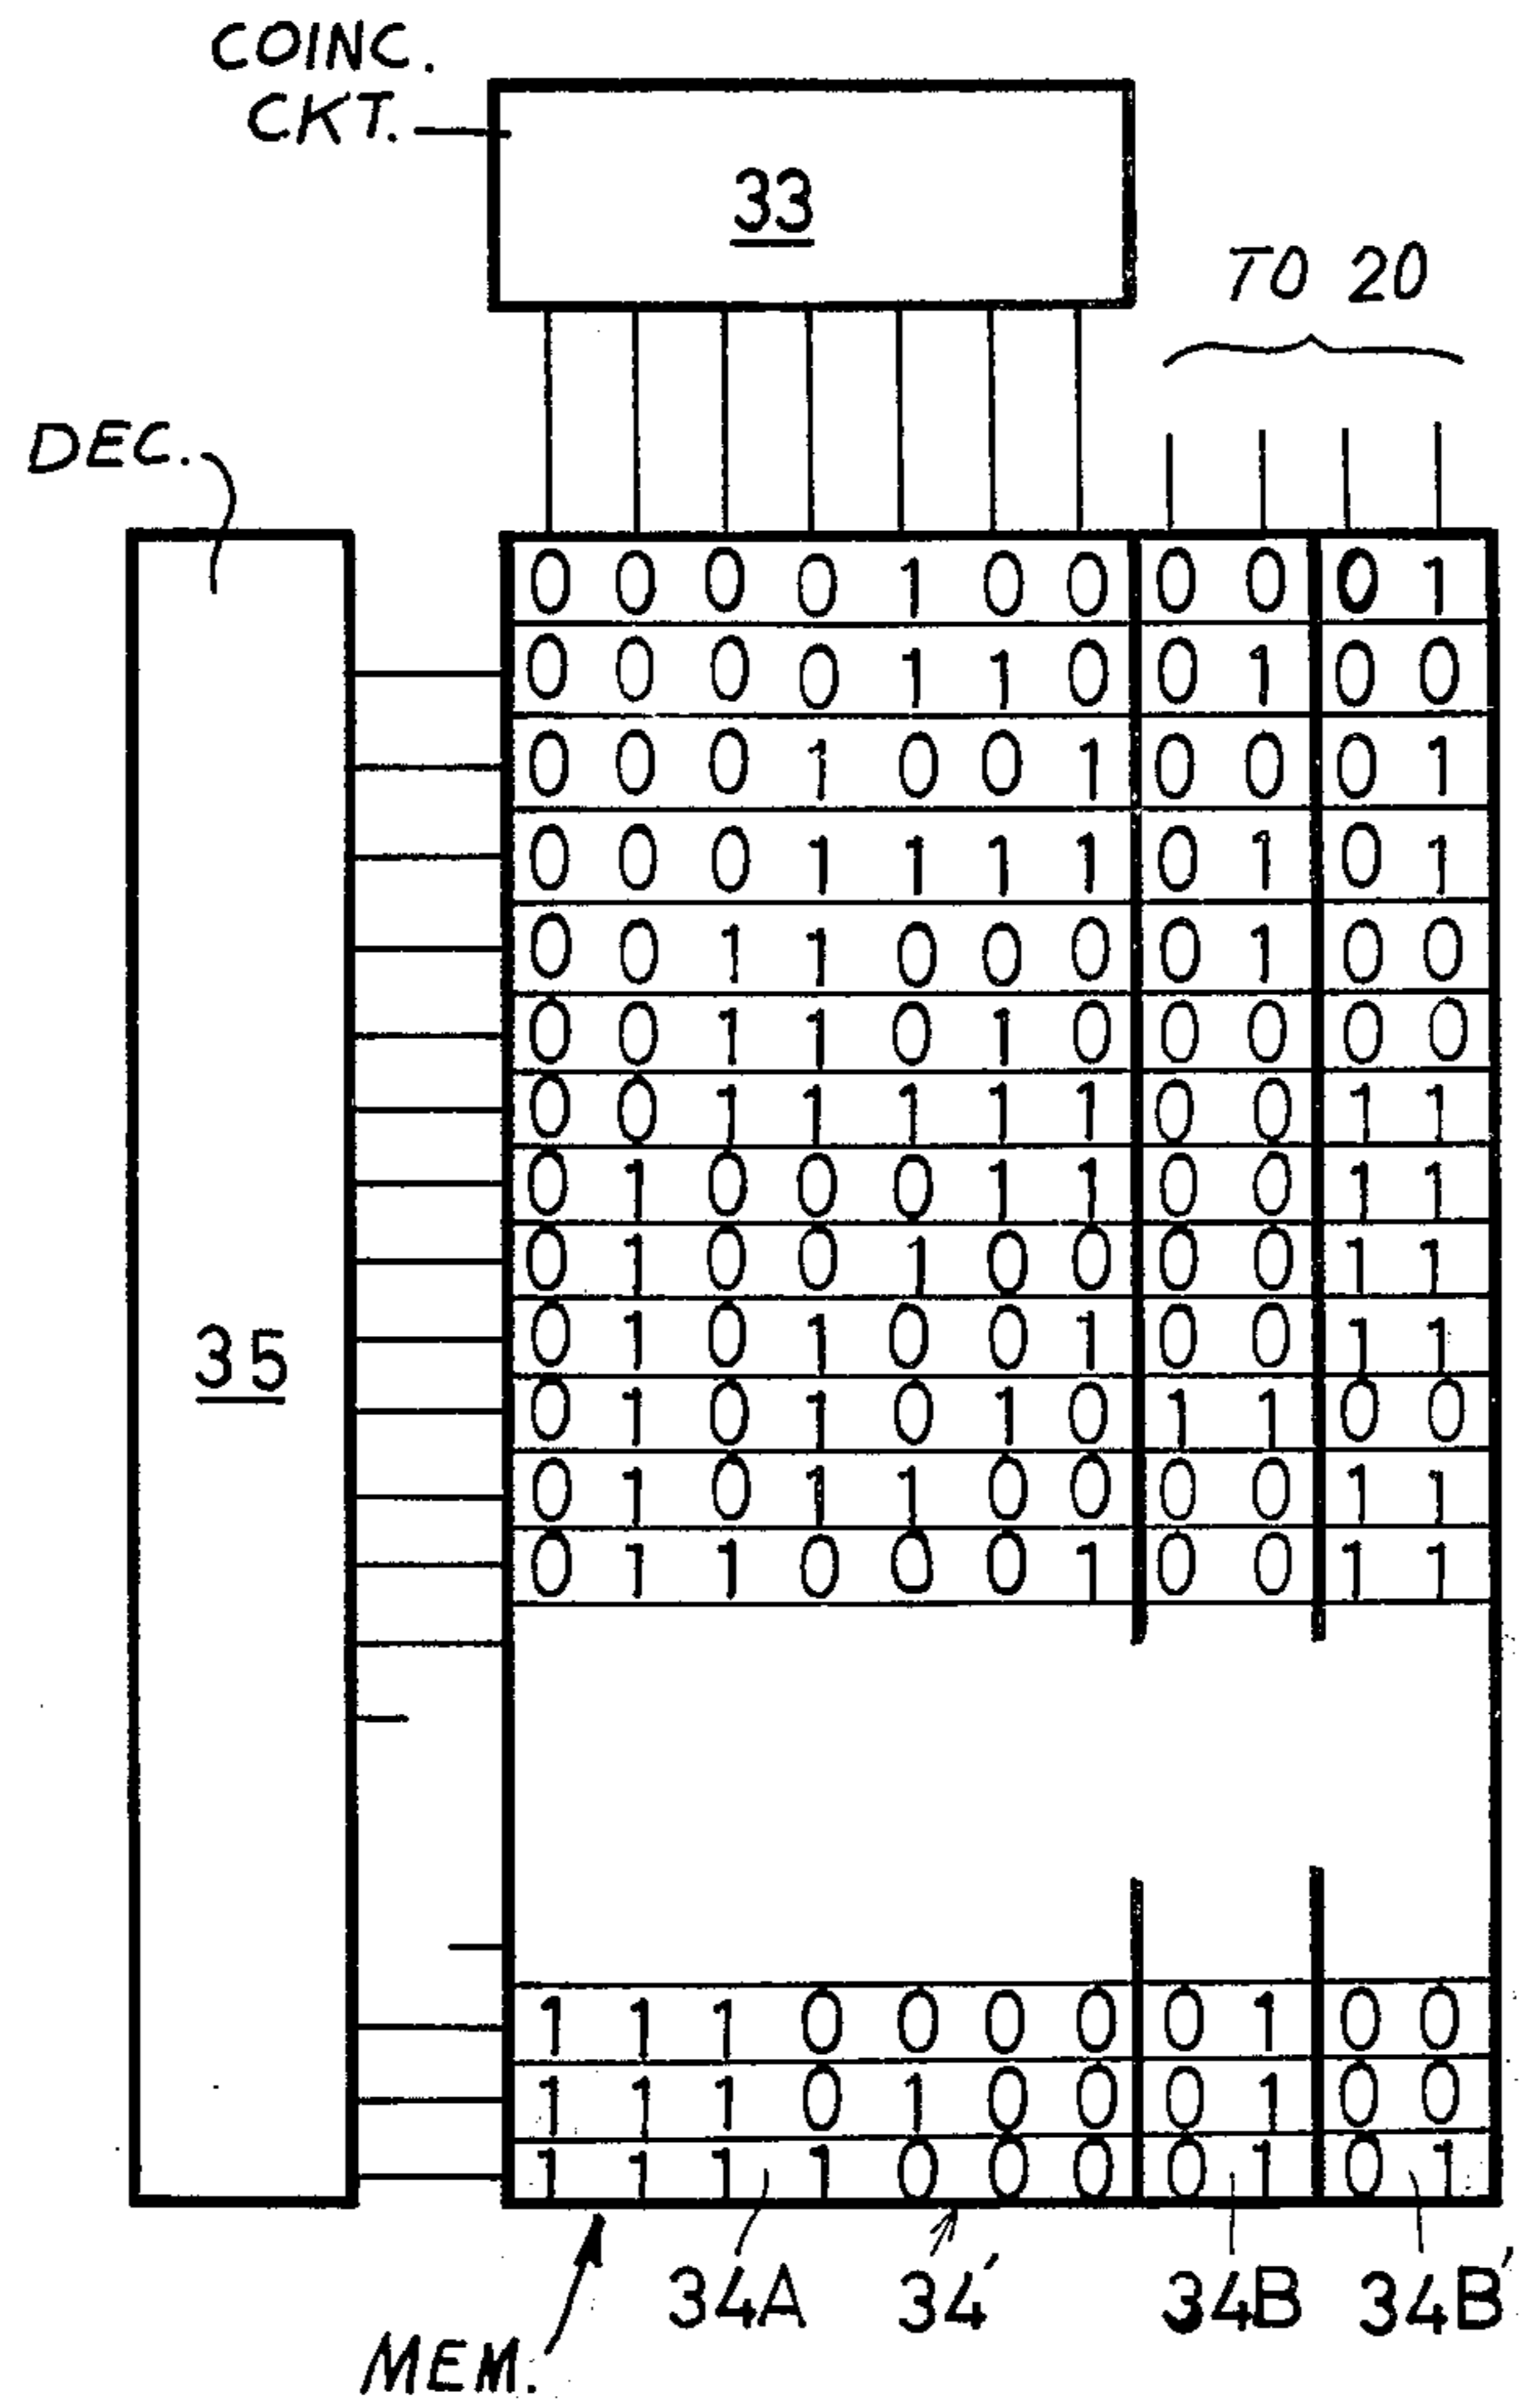 COINC.
CKT.
33
TO 20
DEC.
0 0 0 0 1 0 0 0 0 0 1
0 0 0 0 1 1 0 0 1 0 0
0 0 0 1 0 0 1 0 0 0 1
0 0 0 1 1 1 1 0 1 0 1
0 0 1 1 0 0 0 0 1 0 0
0 0 1 1 0 1 0 0 0 0 0
0 0 1 1 1 1 1 0 0 1 1
0 1 0 0 0 1 1 0 0 1 1
0 1 0 0 1 0 0 0 0 1 1
35
0 1 0 1 0 0 1 0 0 1 1
0 1 0 1 0 1 0 1 1 0 0
0 1 0 1 1 0 0 0 0 1 1
0 1 1 0 0 0 1 0 0 1 1
1 1 1 0 0 0 0 0 1 0 0
1 1 1 0 1 0 0 0 1 0 0
1 1 1 1 0 0 0 0 1 0 1
34A 34' 34B 34B'
MEM.